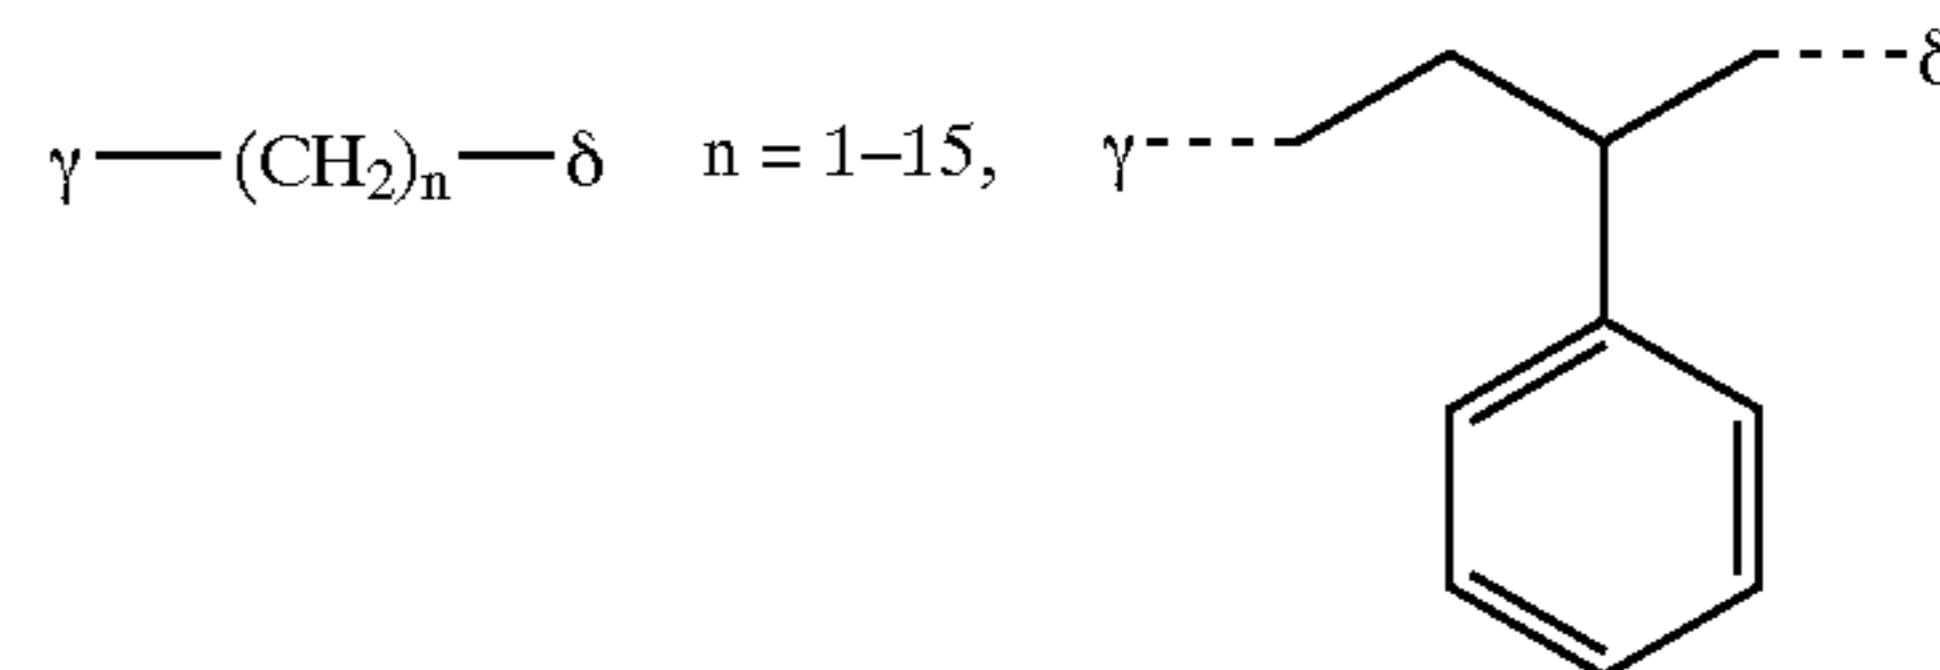 γ—(CH₂)ₙ—δ n = 1–15, γ δ